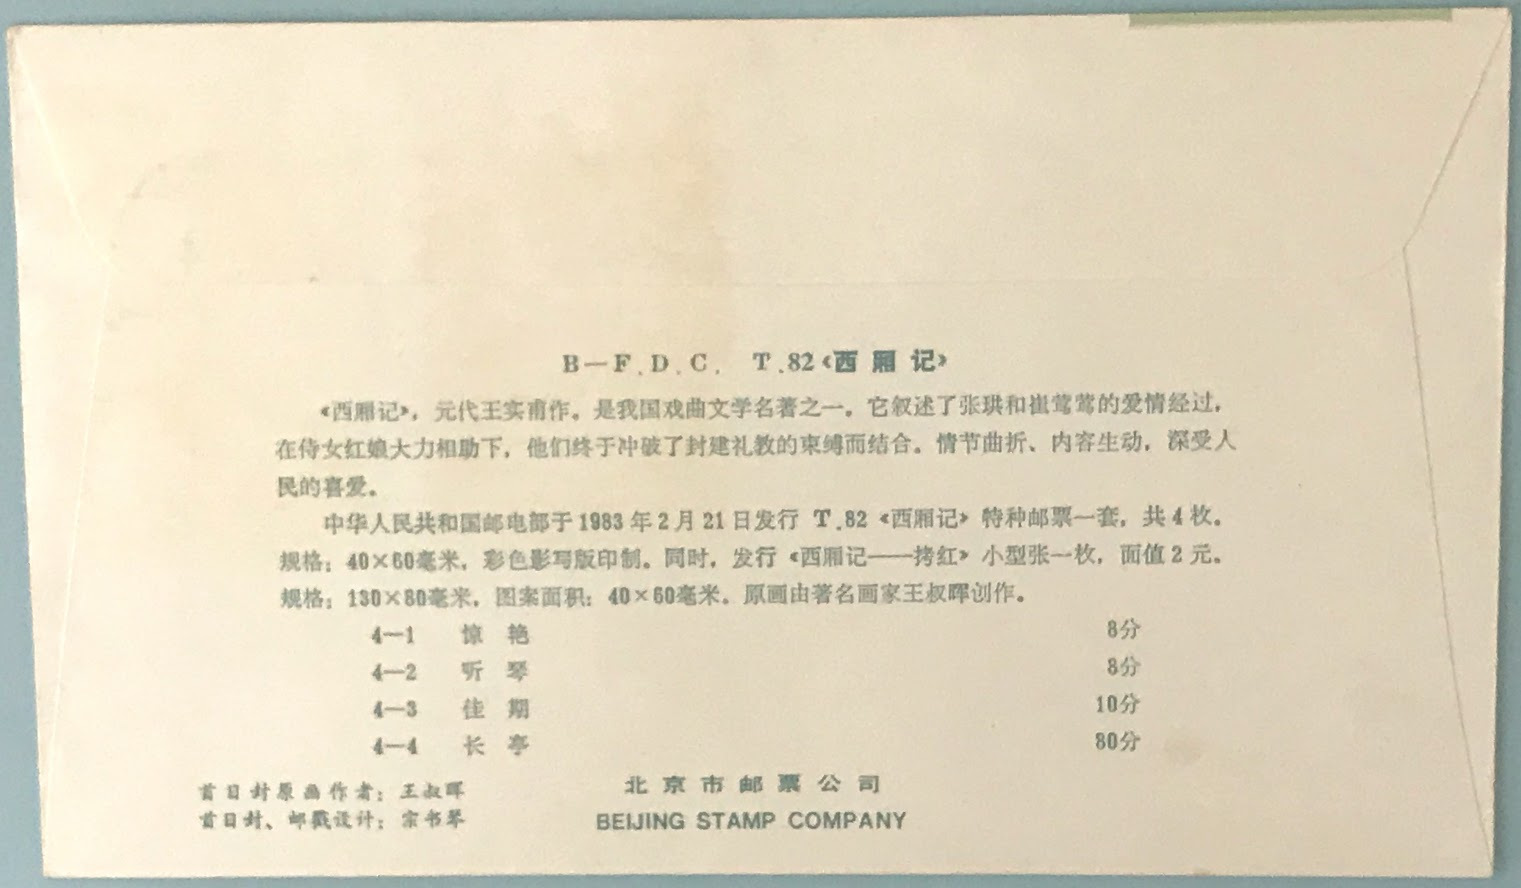 B—F.D.C. T.82《西厢记》
《西厢记》，元代王实甫作。是我国戏曲文学名著之一。它叙述了张珙和崔莺莺的爱情经过，
在侍女红娘大力相助下，他们终于冲破了封建礼教的束缚而结合。情节曲折、内容生动，深受人
民的喜爱。
中华人民共和国邮电部于1983年2月21日发行 T.82《西厢记》特种邮票一套，共4枚。
规格：40×60毫米，彩色影写版印制。同时，发行《西厢记——拷红》小型张一枚，面值2元。
规格：130×80毫米，图案面积：40×60毫米。原画由著名画家王叔晖创作。
4—1 惊艳 8分
4—2 听琴 8分
4—3 佳期 10分
4—4 长亭 80分
首日封原画作者：王叔晖
首日封、邮戳设计：宗书琴
北京市邮票公司
BEIJING STAMP COMPANY